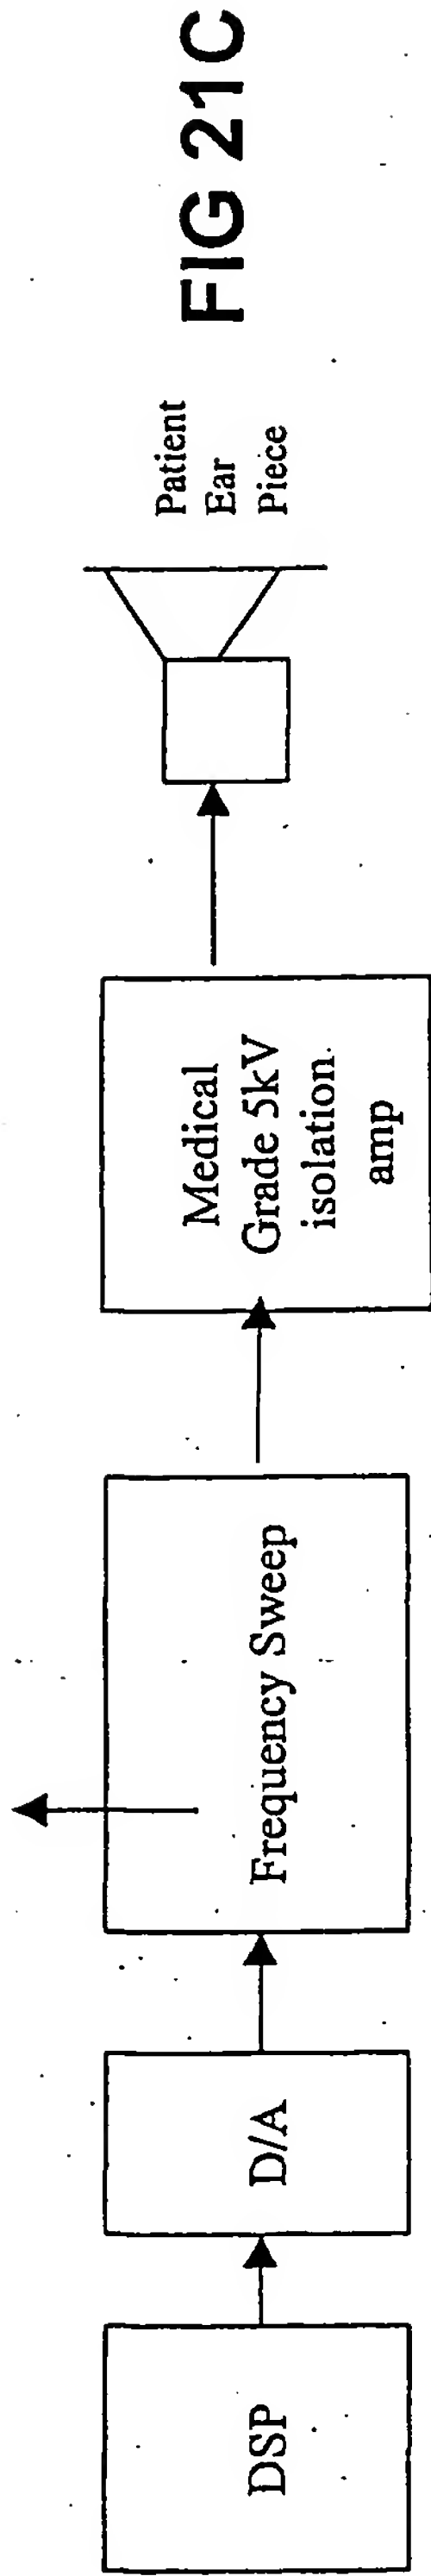 DSP
D/A
Frequency Sweep
Medical
Grade 5kV
isolation
amp
Patient
Ear
Piece
FIG 21C